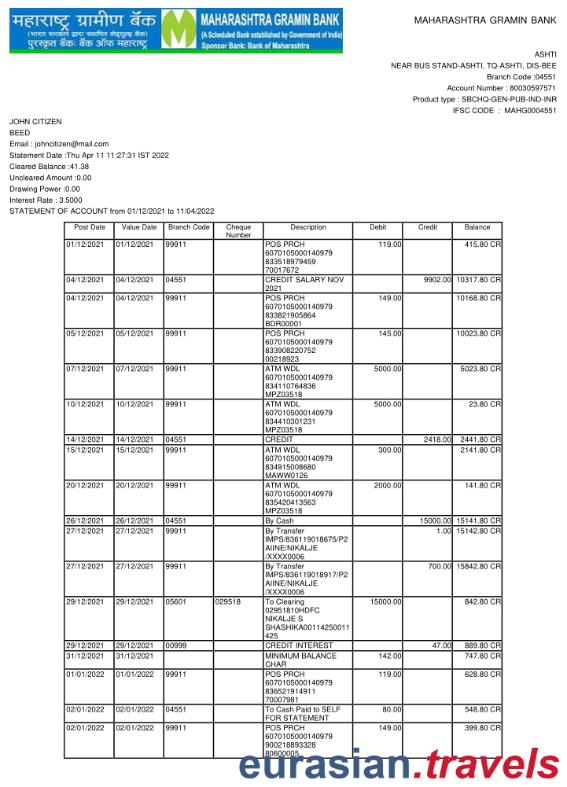 महाराष्ट्र ग्रामीण बैंक
(भारत सरकार द्वारा स्थापित शेड्युल्ड बैंक)
पुरस्कृत बैंक: बैंक ऑफ महाराष्ट्र
MAHARASHTRA GRAMIN BANK
(A Scheduled Bank established by Government of India)
Sponsor Bank: Bank of Maharashtra
MAHARASHTRA GRAMIN BANK
ASHTI
NEAR BUS STAND-ASHTI, TQ-ASHTI, DIS-BEE
Branch Code :04551
Account Number : 80030597571
Product type : SBCHQ-GEN-PUB-IND-INR
IFSC CODE : MAHG0004551
JOHN CITIZEN
BEED
Email : johncitizen@mail.com
Statement Date :Thu Apr 11 11:27:31 IST 2022
Cleared Balance :41.38
Uncleared Amount :0.00
Drawing Power :0.00
Interest Rate : 3.5000
STATEMENT OF ACCOUNT from 01/12/2021 to 11/04/2022
Post Date Value Date Branch Code Cheque Description Debit Credit Balance
Number
01/12/2021 01/12/2021 99911 POS PRCH 119.00 415.80 CR
6070105000140979
833518979459
70017672
04/12/2021 04/12/2021 04551 CREDIT SALARY NOV 9902.00 10317.80 CR
2021
04/12/2021 04/12/2021 99911 POS PRCH 149.00 10168.80 CR
6070105000140979
833821905864
BDR00001
05/12/2021 05/12/2021 99911 POS PRCH 145.00 10023.80 CR
6070105000140979
833908220752
00218923
07/12/2021 07/12/2021 99911 ATM WDL 5000.00 5023.80 CR
6070105000140979
834110764836
MPZ03518
10/12/2021 10/12/2021 99911 ATM WDL 5000.00 23.80 CR
6070105000140979
834410301231
MPZ03518
14/12/2021 14/12/2021 04551 CREDIT 2418.00 2441.80 CR
15/12/2021 15/12/2021 99911 ATM WDL 300.00 2141.80 CR
6070105000140979
834915008680
MAWW0126
20/12/2021 20/12/2021 99911 ATM WDL 2000.00 141.80 CR
6070105000140979
835420413563
MPZ03518
26/12/2021 26/12/2021 04551 By Cash 15000.00 15141.80 CR
27/12/2021 27/12/2021 99911 By Transfer 1.00 15142.80 CR
IMPS/836119018675/P2
AIINE/NIKALJE
/XXXX0006
27/12/2021 27/12/2021 99911 By Transfer 700.00 15842.80 CR
IMPS/836119018917/P2
AIINE/NIKALJE
/XXXX0006
29/12/2021 29/12/2021 05601 029518 To Clearing 15000.00 842.80 CR
02951810HDFC
NIKALJE S
SHASHIKA00114250011
425
29/12/2021 29/12/2021 00999 CREDIT INTEREST 47.00 889.80 CR
31/12/2021 31/12/2021 MINIMUM BALANCE 142.00 747.80 CR
CHAR
01/01/2022 01/01/2022 99911 POS PRCH 119.00 628.80 CR
6070105000140979
836521914911
70007981
02/01/2022 02/01/2022 04551 To Cash Paid to SELF 80.00 548.80 CR
FOR STATEMENT
02/01/2022 02/01/2022 99911 POS PRCH 149.00 399.80 CR
6070105000140979
900218893328
80600005
eurasian.travels